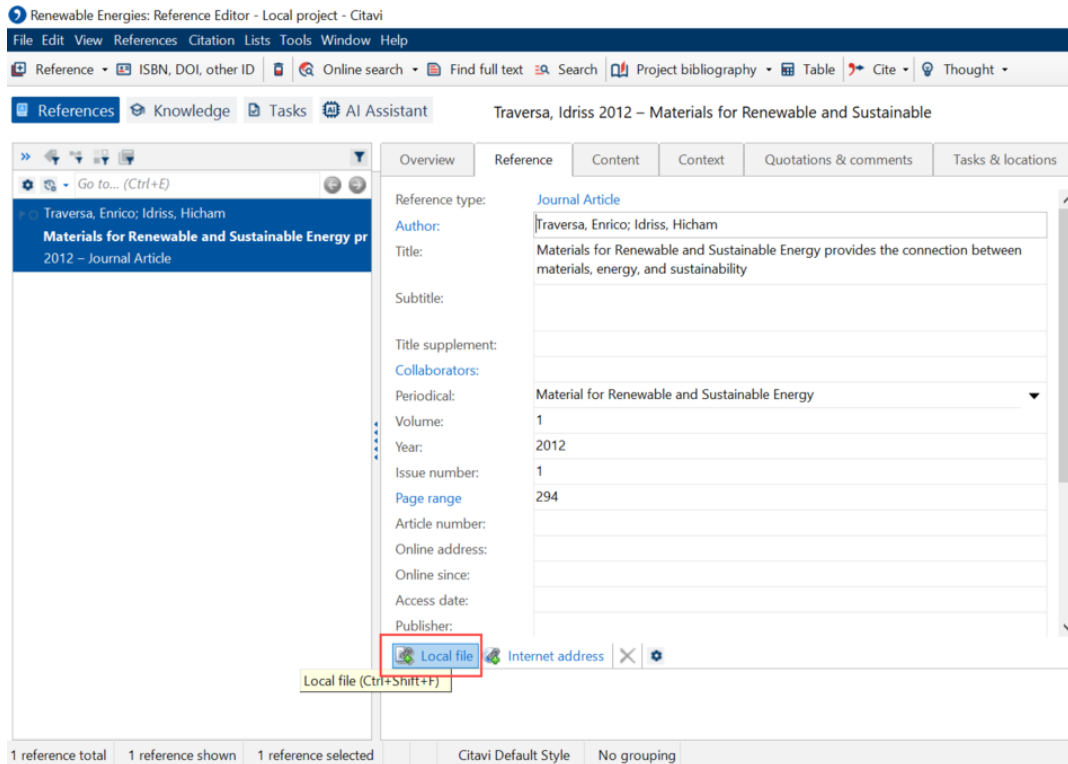 Renewable Energies: Reference Editor - Local project - Citavi
File Edit View References Citation Lists Tools Window Help
Reference ISBN, DOI, other ID Online search Find full text Search Project bibliography Table Cite Thought
References Knowledge Tasks AI Assistant Traversa, Idriss 2012 – Materials for Renewable and Sustainable
Overview Reference Content Context Quotations & comments Tasks & locations
Go to... (Ctrl+E)
Traversa, Enrico; Idriss, Hicham
Materials for Renewable and Sustainable Energy pr
2012 – Journal Article
Reference type: Journal Article
Author: Traversa, Enrico; Idriss, Hicham
Title: Materials for Renewable and Sustainable Energy provides the connection between
materials, energy, and sustainability
Subtitle:
Title supplement:
Collaborators:
Periodical: Material for Renewable and Sustainable Energy
Volume: 1
Year: 2012
Issue number: 1
Page range 294
Article number:
Online address:
Online since:
Access date:
Publisher:
Local file Internet address
Local file (Ctrl+Shift+F)
1 reference total 1 reference shown 1 reference selected Citavi Default Style No grouping